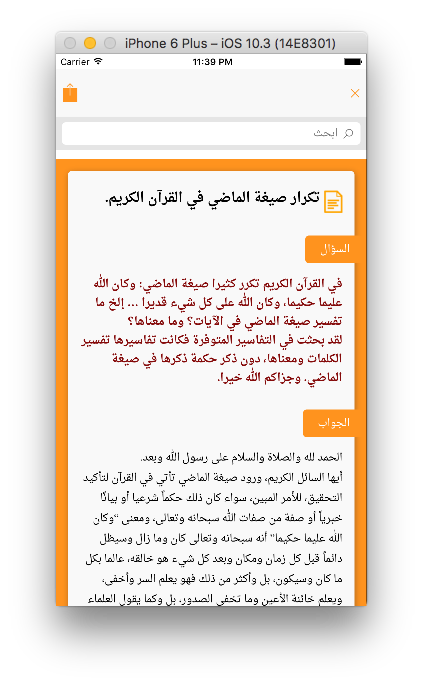 iPhone 6 Plus – iOS 10.3 (14E8301)
Carrier 11:39 PM
ابحث
تكرار صيغة الماضي في القرآن الكريم.
السؤال
في القرآن الكريم تكرر كثيرا صيغة الماضي: وكان الله
عليما حكيما، وكان الله على كل شيء قديرا ... إلخ ما
تفسير صيغة الماضي في الآيات؟ وما معناها؟
لقد بحثت في التفاسير المتوفرة فكانت تفاسيرها تفسير
الكلمات ومعناها، دون ذكر حكمة ذكرها في صيغة
الماضي. وجزاكم الله خيرا.
الجواب
الحمد لله والصلاة والسلام على رسول الله وبعد.
أيها السائل الكريم، ورود صيغة الماضي تأتي في القرآن لتأكيد
التحقيق، للأمر المبين، سواء كان ذلك حكماً شرعيا أو بيانًا
خبرياً أو صفة من صفات الله سبحانه وتعالى، ومعنى "وكان
الله عليما حكيما" أنه سبحانه وتعالى كان وما زال وسيظل
دائماً قبل كل زمان ومكان وبعد كل شيء هو خالقه، عالما بكل
ما كان وسيكون، بل وأكثر من ذلك فهو يعلم السر وأخفى،
ويعلم خائنة الأعين وما تخفي الصدور، بل وكما يقول العلماء